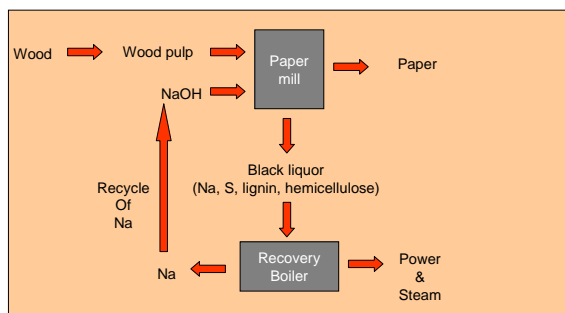 Wood
Wood pulp
Paper
mill
Paper
NaOH
Black liquor
(Na, S, lignin, hemicellulose)
Recycle
Of
Na
Recovery
Boiler
Na
Power
&
Steam